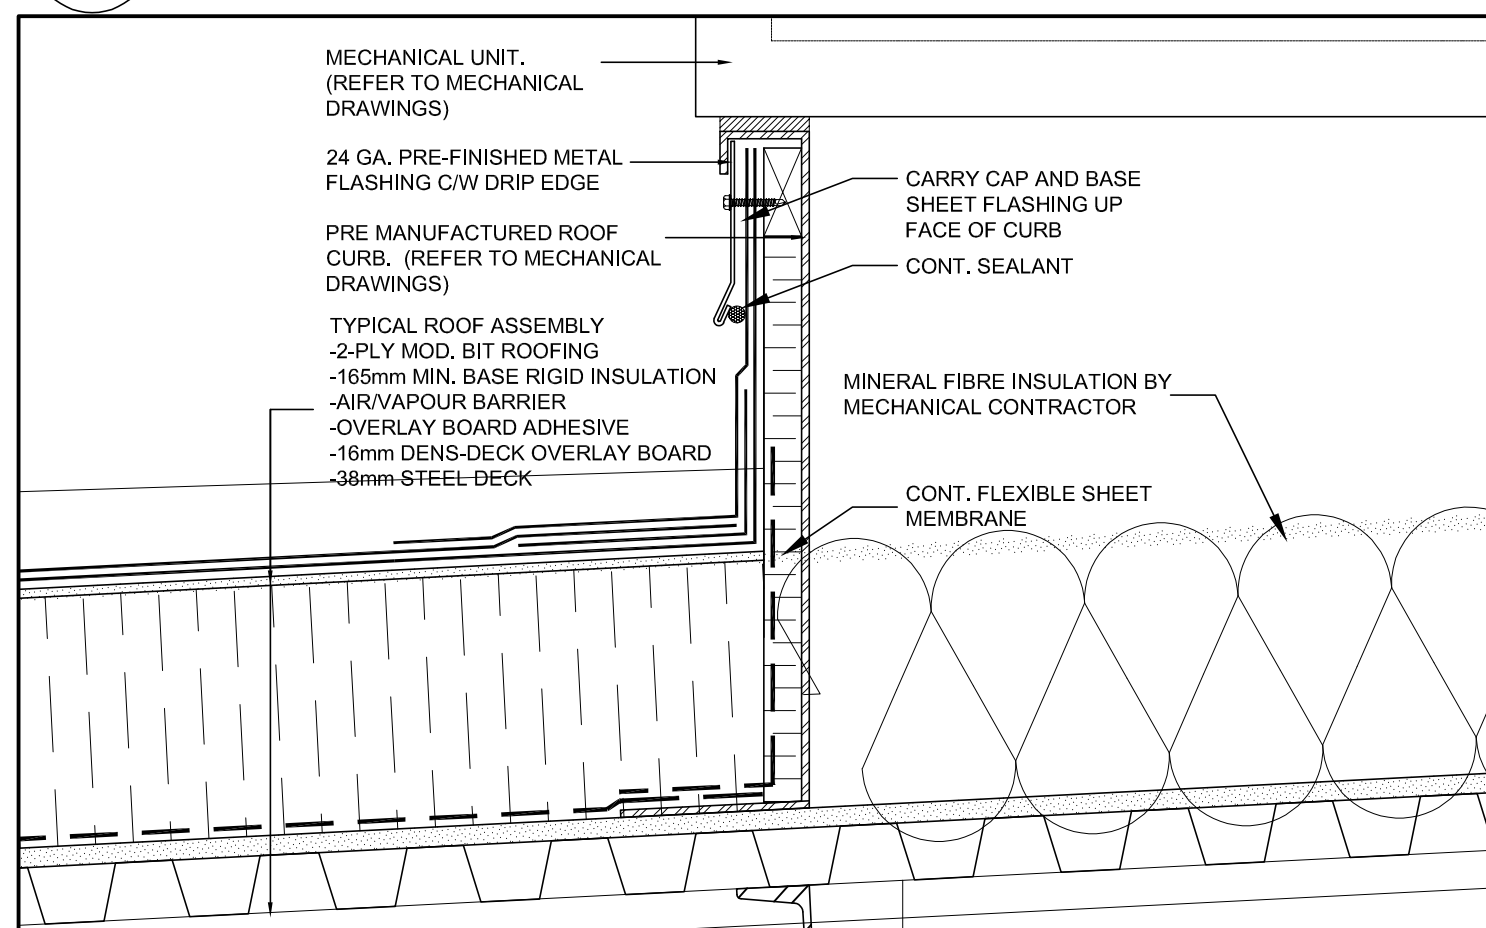 MECHANICAL UNIT.
(REFER TO MECHANICAL
DRAWINGS)
24 GA. PRE-FINISHED METAL
FLASHING C/W DRIP EDGE
PRE MANUFACTURED ROOF
CURB.  (REFER TO MECHANICAL
DRAWINGS)
TYPICAL ROOF ASSEMBLY
-2-PLY MOD. BIT ROOFING
-165mm MIN. BASE RIGID INSULATION
-AIR/VAPOUR BARRIER
-OVERLAY BOARD ADHESIVE
-16mm DENS-DECK OVERLAY BOARD
-38mm STEEL DECK
CARRY CAP AND BASE
SHEET FLASHING UP
FACE OF CURB
CONT. SEALANT
MINERAL FIBRE INSULATION BY
MECHANICAL CONTRACTOR
CONT. FLEXIBLE SHEET
MEMBRANE